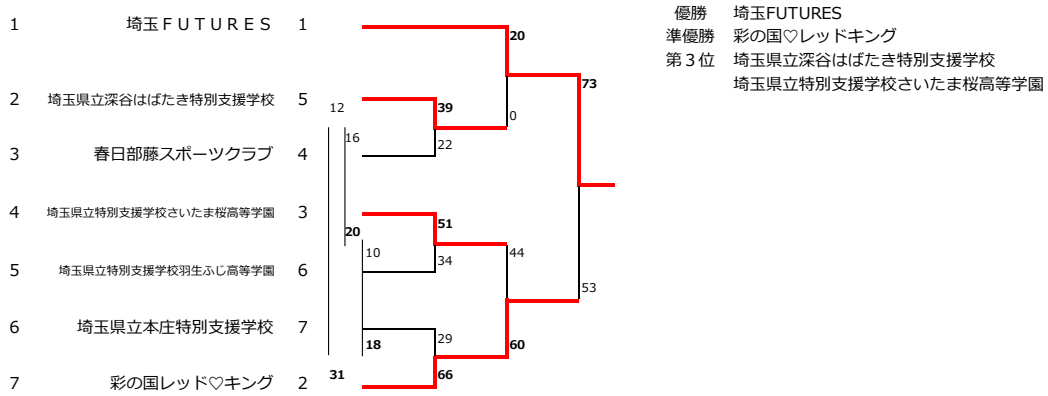 優勝 埼玉FUTURES
準優勝 彩の国♡レッドキング
第３位 埼玉県立深谷はばたき特別支援学校
埼玉県立特別支援学校さいたま桜高等学園
1 埼玉ＦＵＴＵＲＥＳ 1
20
73
2 埼玉県立深谷はばたき特別支援学校 5
12
39
0
16
22
3 春日部藤スポーツクラブ 4
4 埼玉県立特別支援学校さいたま桜高等学園 3
51
20
10
34
44
5 埼玉県立特別支援学校羽生ふじ高等学園 6
53
6 埼玉県立本庄特別支援学校 7
18
29
60
31
66
7 彩の国レッド♡キング 2